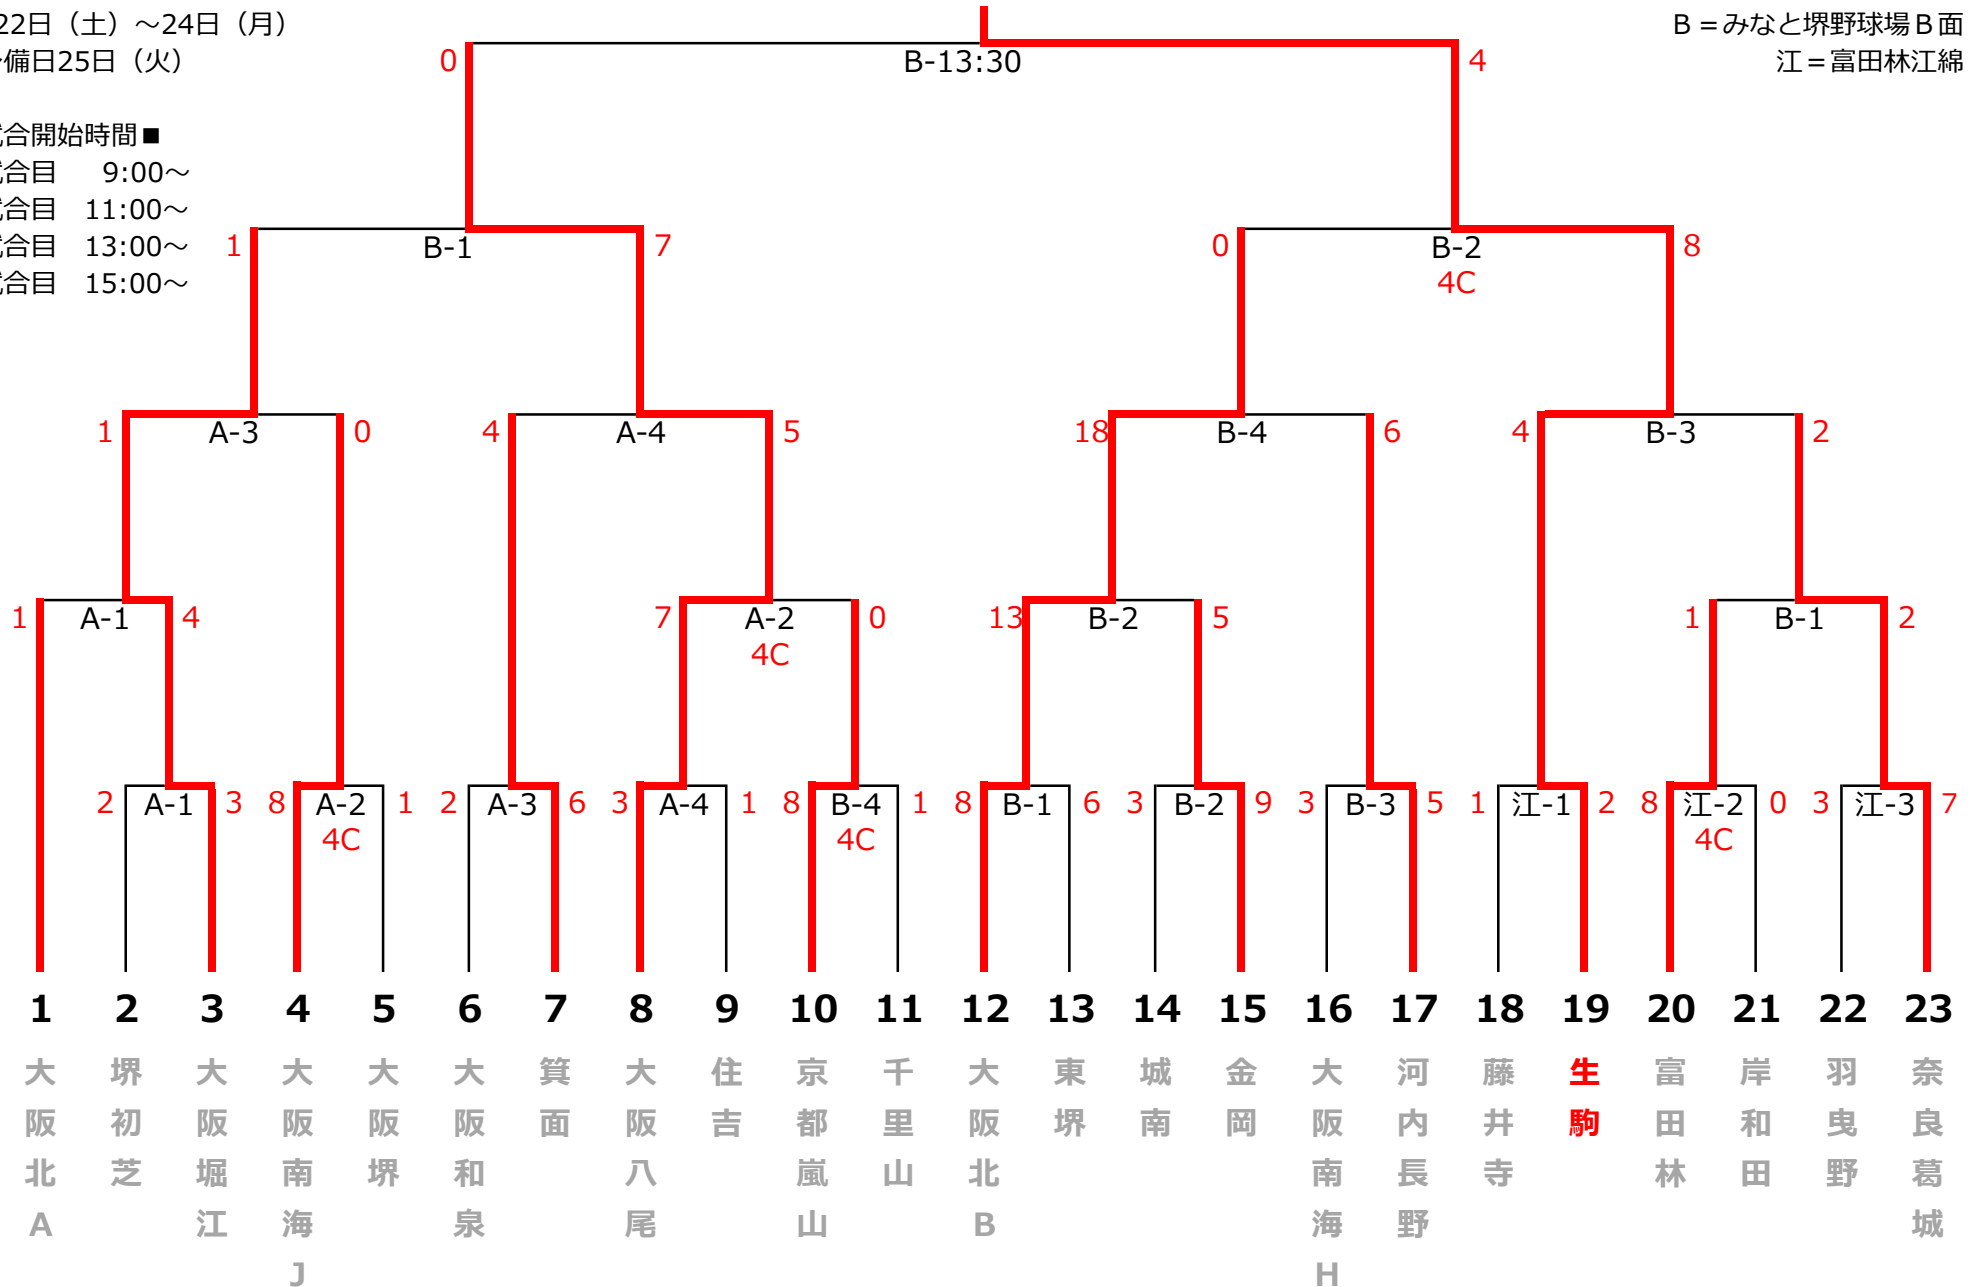 22日（土）～24日（月）
備日25日（火）
合開始時間■
合目 9:00～
合目 11:00～
合目 13:00～
合目 15:00～
B＝みなと堺野球場B面
江＝富田林江綿
0 B-13:30 4
1 B-1 7
0 B-2 8
4C
1 A-3 0 4 A-4 5 18 B-4 6 4 B-3 2
1 A-1 4 7 A-2 0 13 B-2 5 1 B-1 2
4C
2 A-1 3 8 A-2 1 2 A-3 6 3 A-4 1 8 B-4 1 8 B-1 6 3 B-2 9 3 B-3 5 1 江-1 2 8 江-2 0 3 江-3 7
4C 4C 4C
1 2 3 4 5 6 7 8 9 10 11 12 13 14 15 16 17 18 19 20 21 22 23
大阪北A
堺初芝
大阪堀江
大阪南海J
大阪堺
大阪和泉
箕面
大阪八尾
住吉
京都嵐山
千里山
大阪北B
東堺
城南
金岡
大阪南海H
河内長野
藤井寺
生駒
富田林
岸和田
羽曳野
奈良葛城